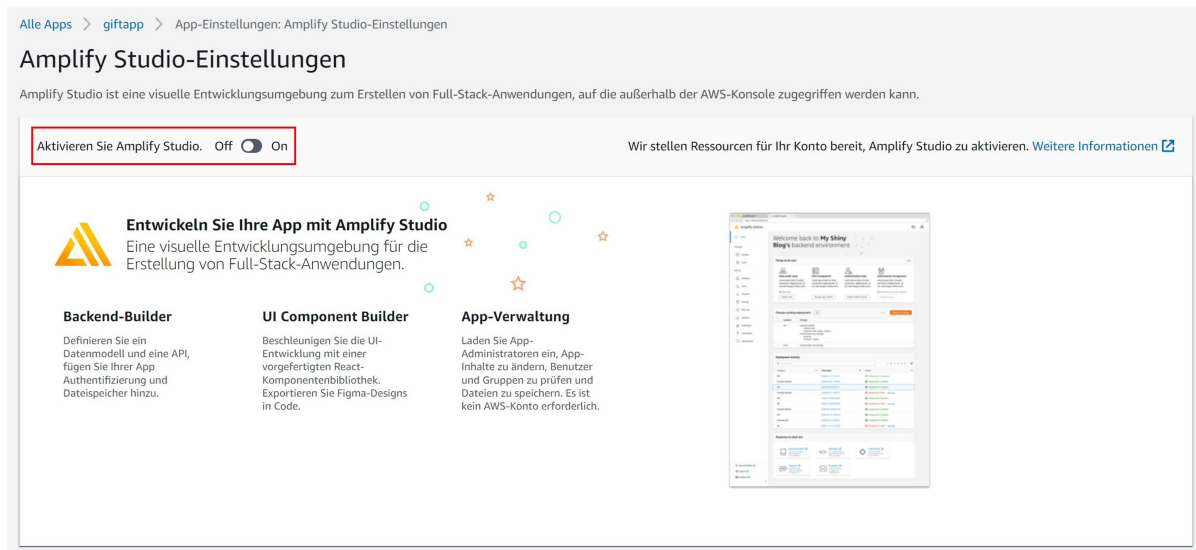 Alle Apps > giftapp > App-Einstellungen: Amplify Studio-Einstellungen
Amplify Studio-Einstellungen
Amplify Studio ist eine visuelle Entwicklungsumgebung zum Erstellen von Full-Stack-Anwendungen, auf die außerhalb der AWS-Konsole zugegriffen werden kann.
Aktivieren Sie Amplify Studio. Off On
Wir stellen Ressourcen für Ihr Konto bereit, Amplify Studio zu aktivieren. Weitere Informationen
Entwickeln Sie Ihre App mit Amplify Studio
Eine visuelle Entwicklungsumgebung für die
Erstellung von Full-Stack-Anwendungen.
Backend-Builder
Definieren Sie ein
Datenmodell und eine API,
fügen Sie Ihrer App
Authentifizierung und
Dateispeicher hinzu.
UI Component Builder
Beschleunigen Sie die UI-
Entwicklung mit einer
vorgefertigten React-
Komponentenbibliothek.
Exportieren Sie Figma-Designs
in Code.
App-Verwaltung
Laden Sie App-
Administratoren ein, App-
Inhalte zu ändern, Benutzer
und Gruppen zu prüfen und
Dateien zu speichern. Es ist
kein AWS-Konto erforderlich.
Amplify Admin
Welcome back to My Shiny
Blog's backend environment